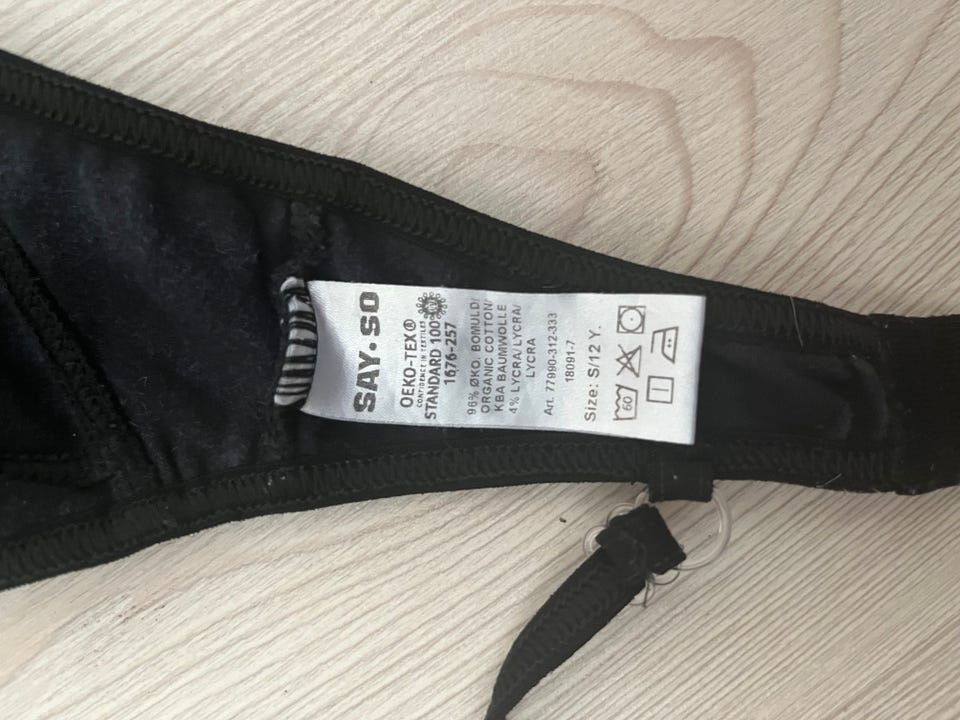 SAY•SO
OEKO-TEX®
CONFIDENCE IN TEXTILES
STANDARD 100
1676-257
96% ØKO. BOMULD/
ORGANIC COTTON/
KBA BAUMWOLLE
4% LYCRA/LYCRA/
LYCRA
Art. 77990-312-333
18091-7
Size: S/12 Y.
60